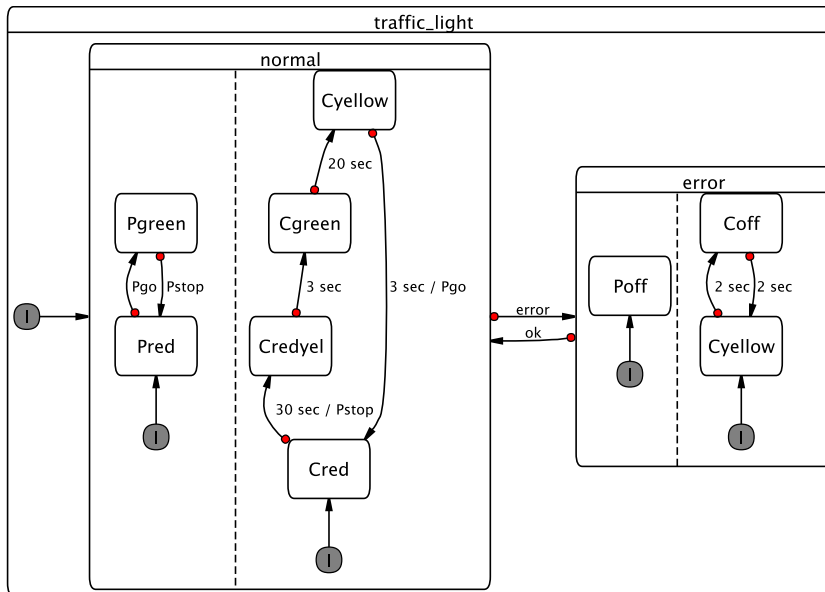 traffic_light
normal
Cyellow
20 sec
Pgreen
Cgreen
Pgo
Pstop
3 sec
3 sec / Pgo
I
Pred
Credyel
30 sec / Pstop
I
Cred
I
error
ok
error
Coff
Poff
2 sec
2 sec
Cyellow
I
I